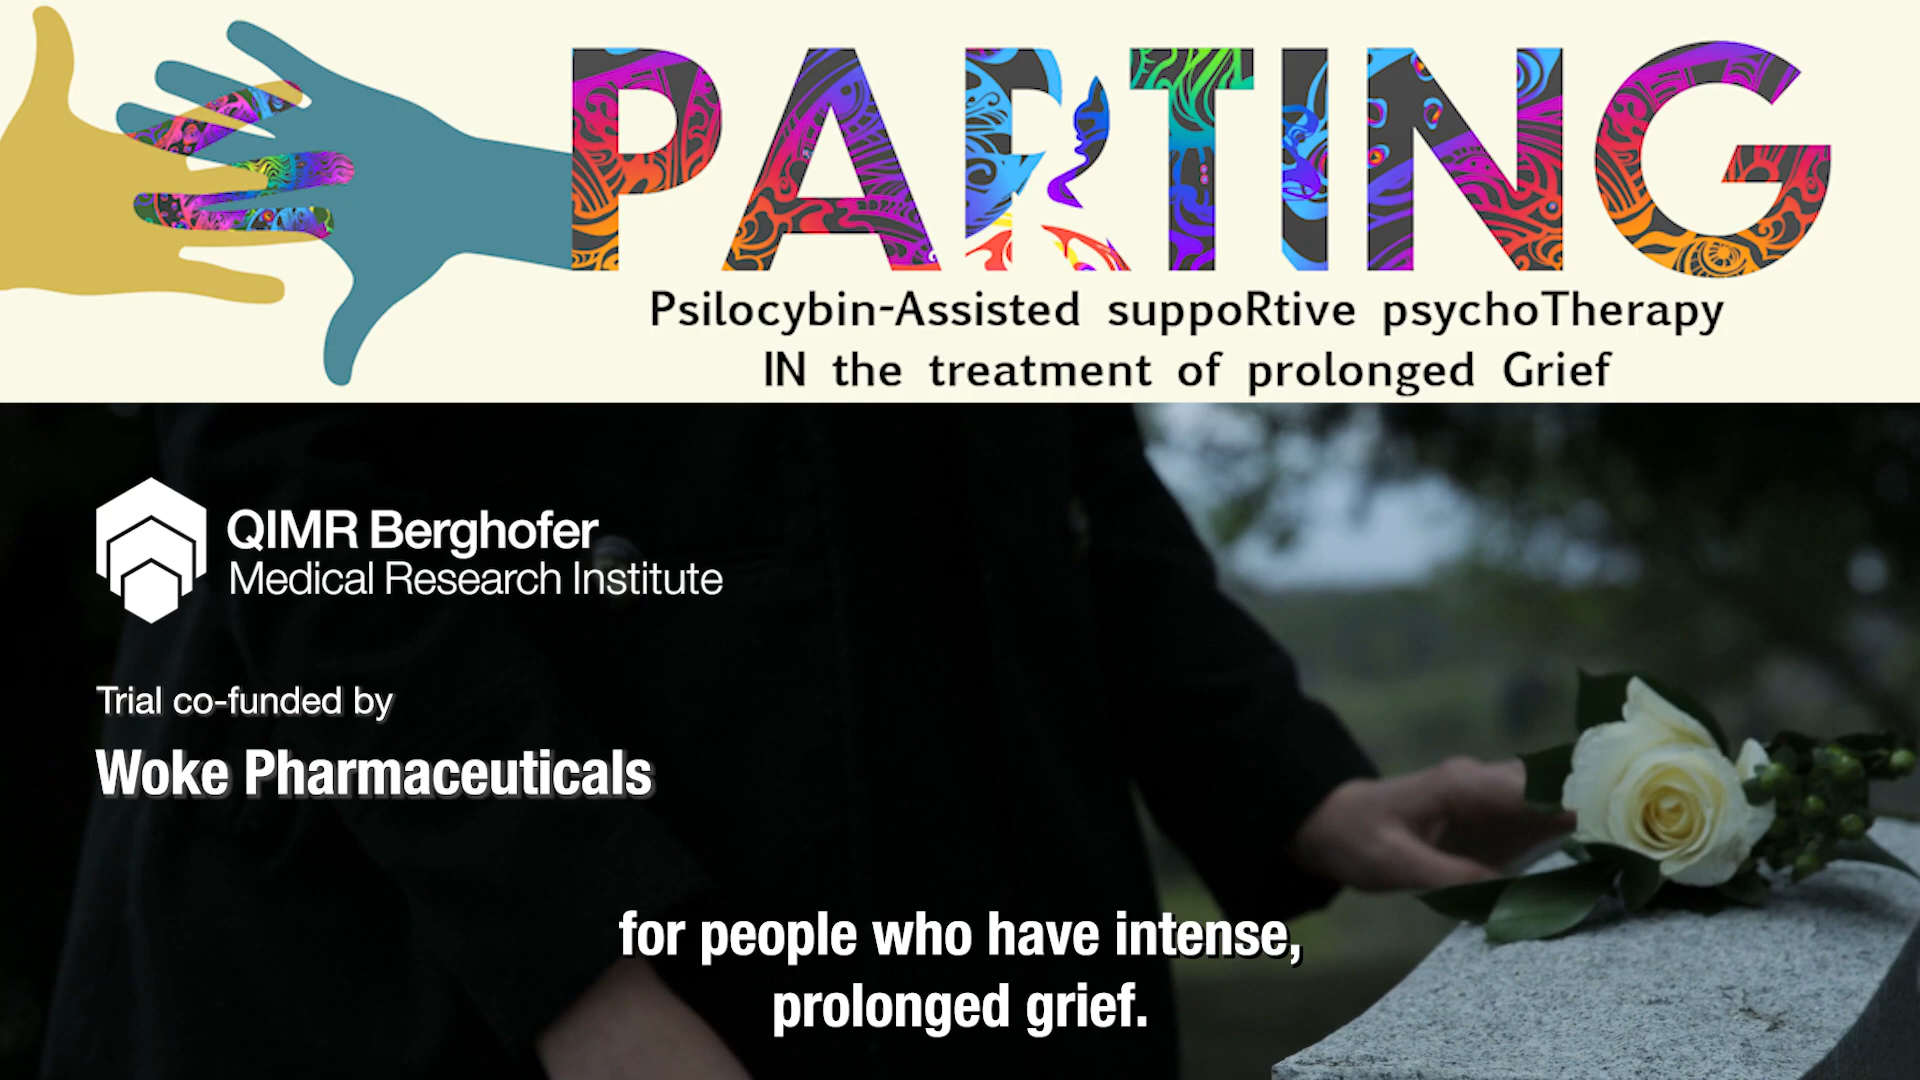 PARTING
Psilocybin-Assisted suppoRtive psychoTherapy
IN the treatment of prolonged Grief
QIMR Berghofer
Medical Research Institute
Trial co-funded by
Woke Pharmaceuticals
for people who have intense,
prolonged grief.